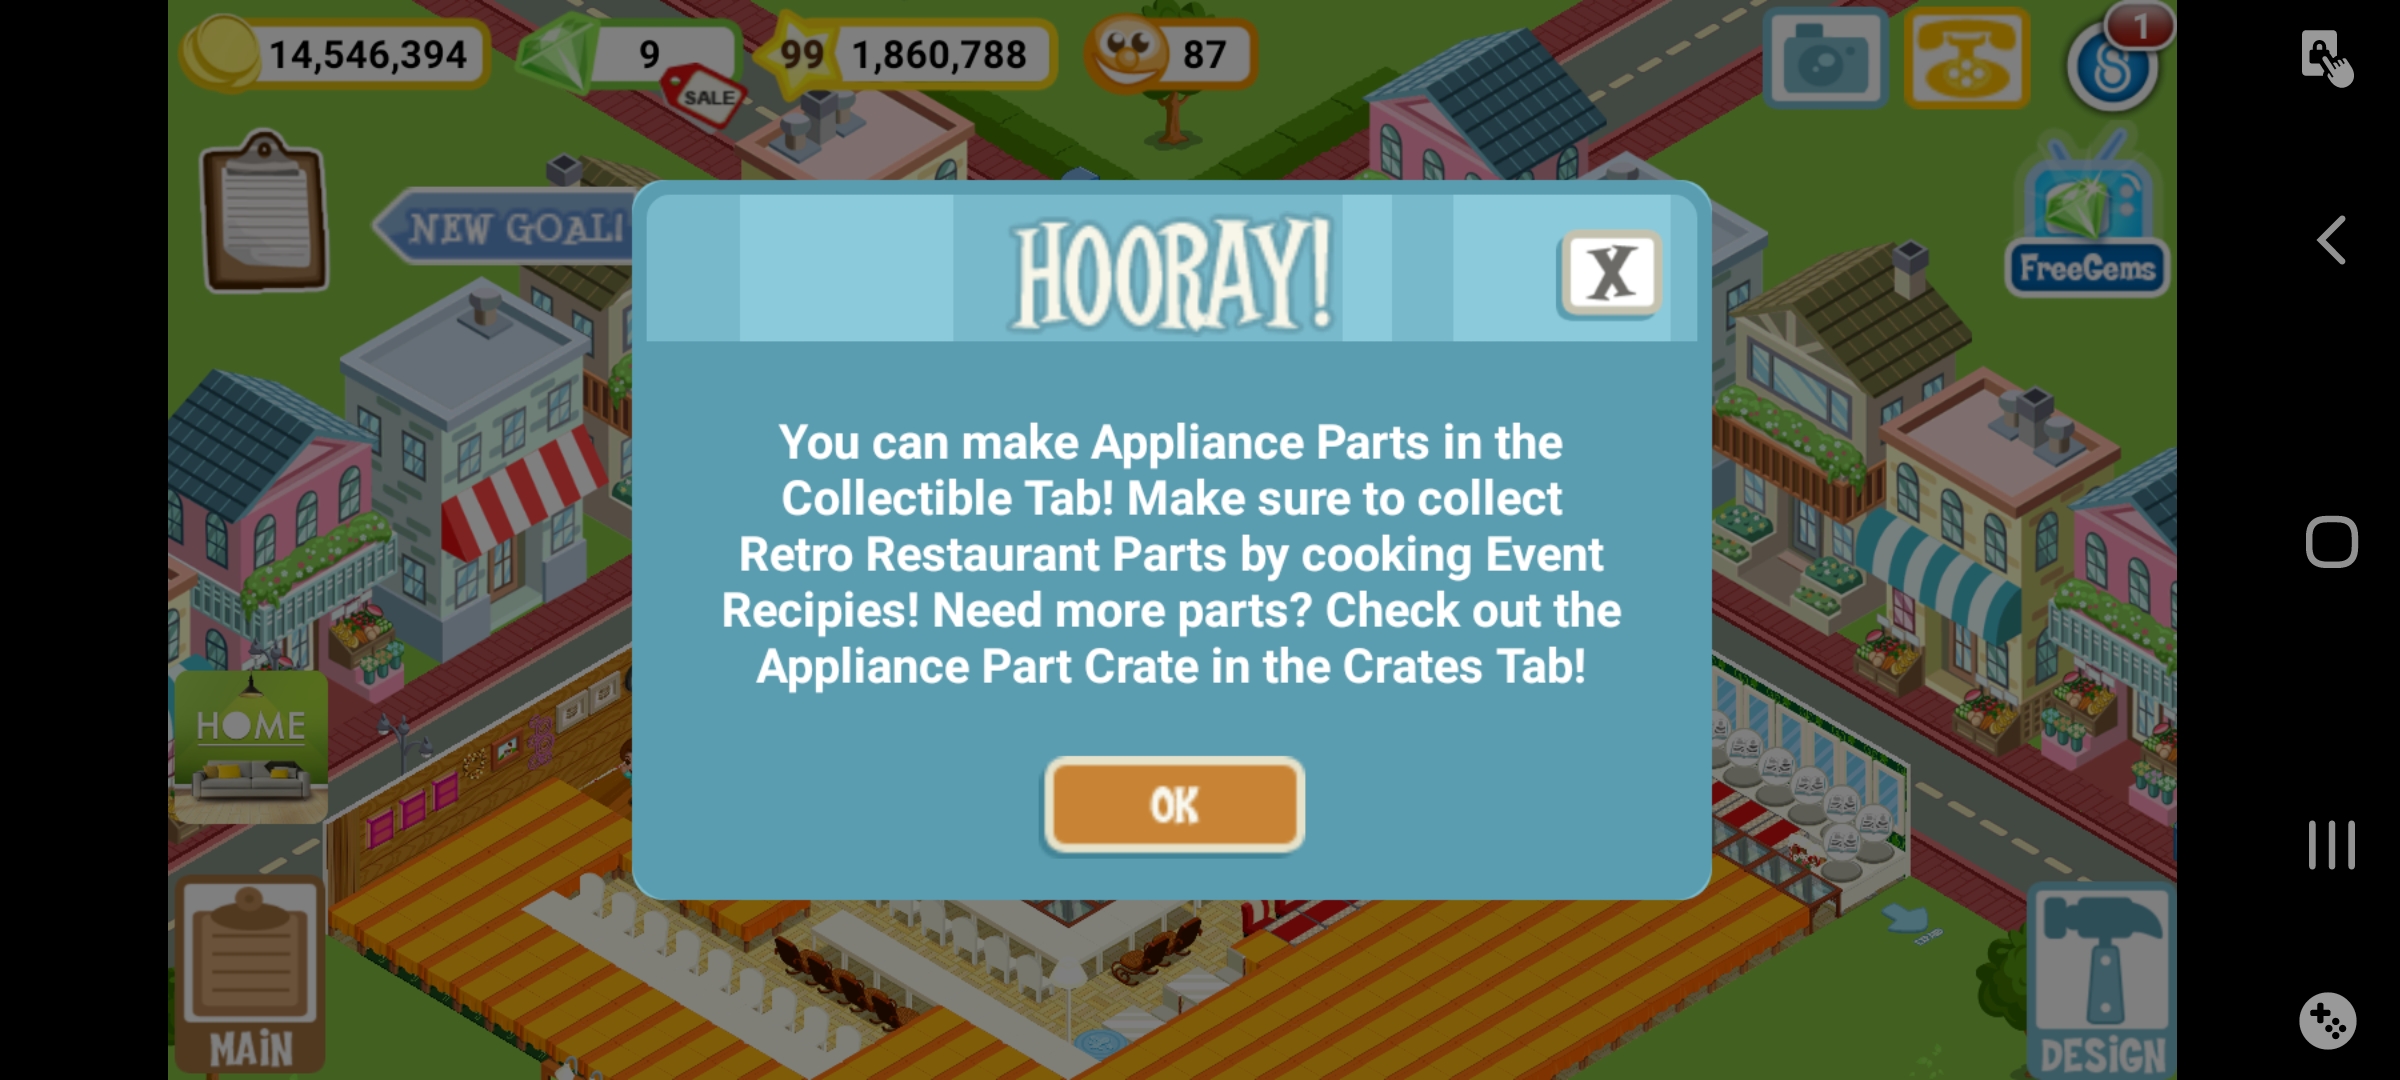 14,546,394
9
SALE
99
1,860,788
87
1
NEW GOAL!
FreeGems
HOORAY!
X
You can make Appliance Parts in the
Collectible Tab! Make sure to collect
Retro Restaurant Parts by cooking Event
Recipies! Need more parts? Check out the
Appliance Part Crate in the Crates Tab!
OK
HOME
MAIN
DESIGN